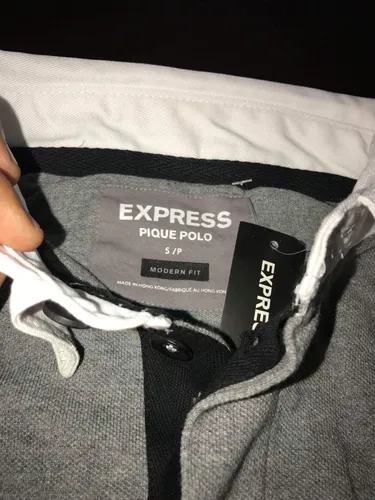 EXPRESS
PIQUE POLO
S/P
MODERN FIT
MADE IN HONG KONG/FABRIQUÉ AU HONG KONG
EXPRESS